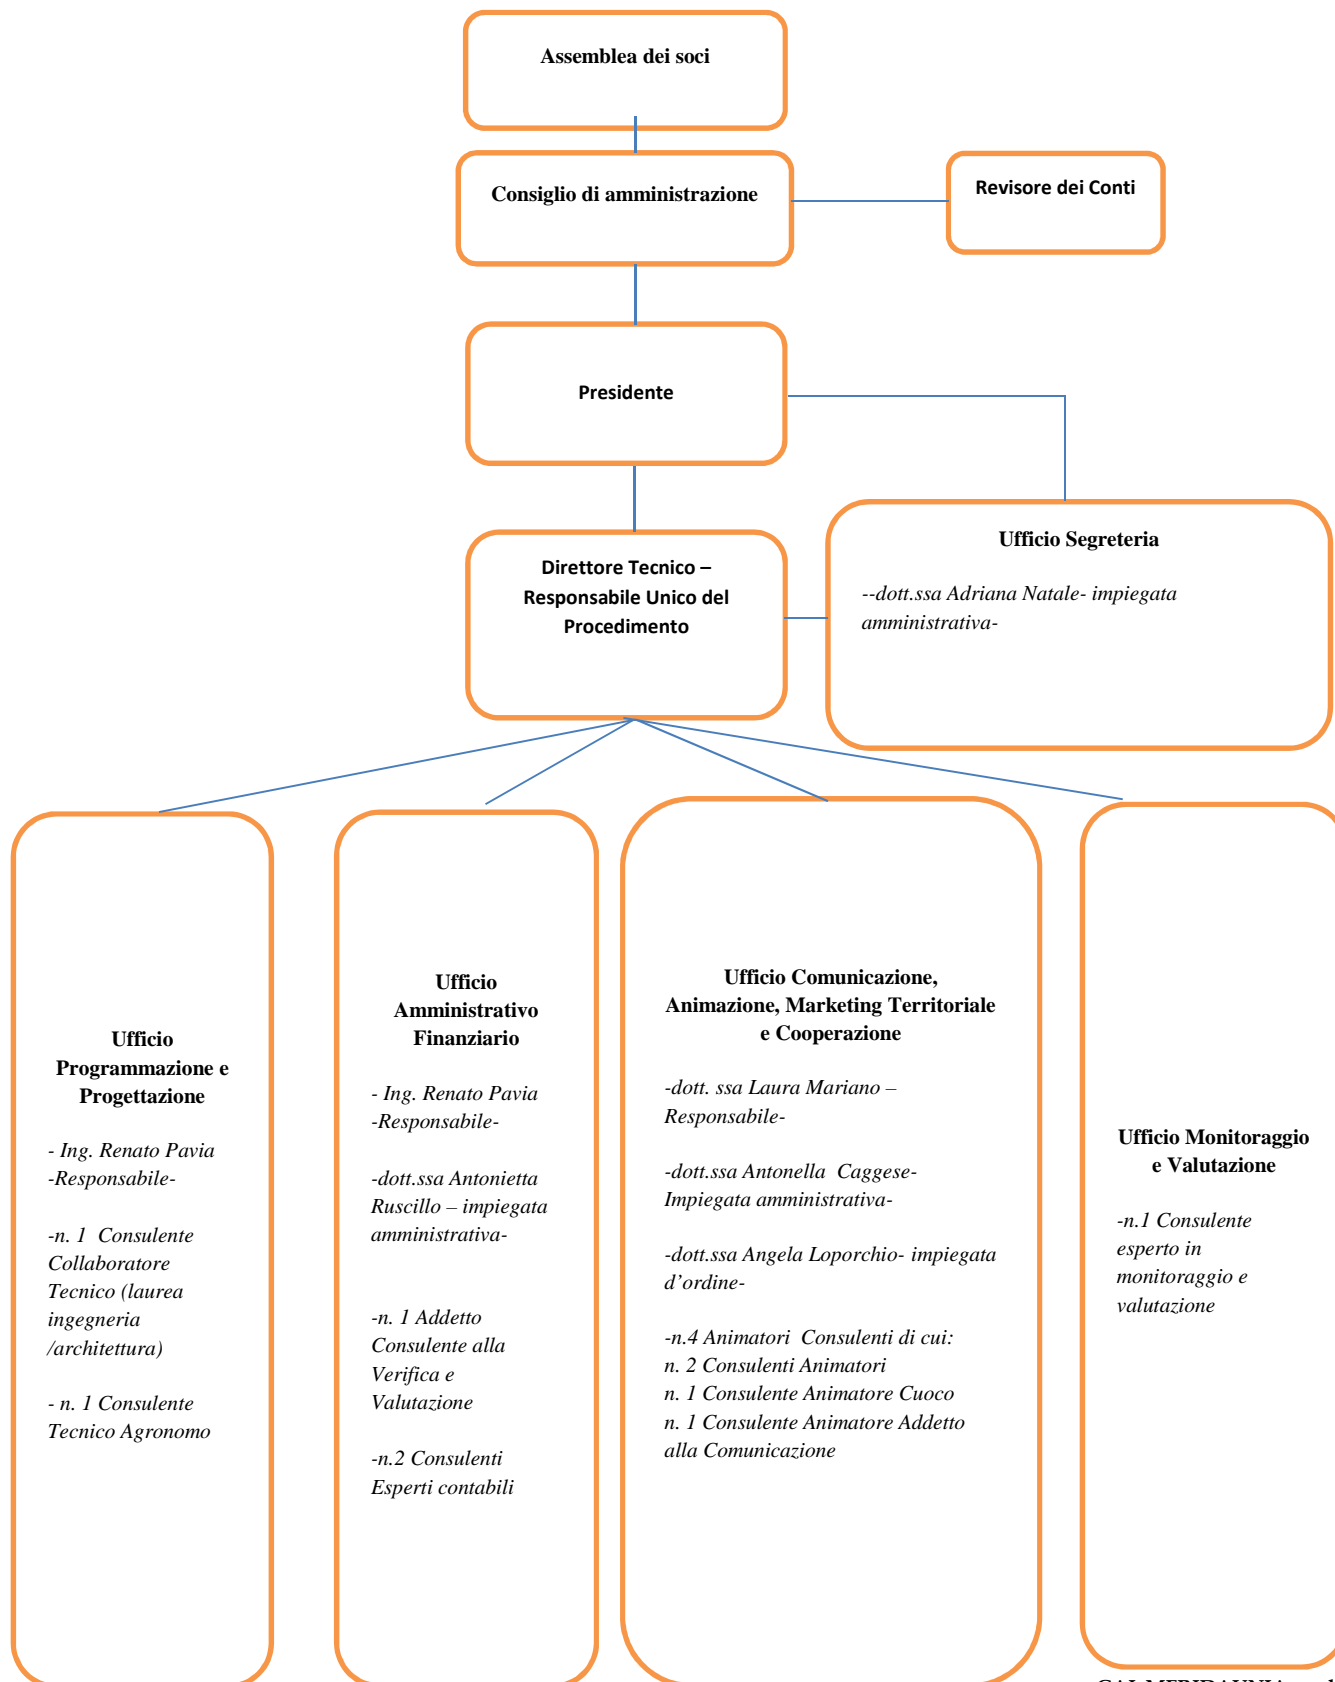 Assemblea dei soci
Consiglio di amministrazione
Revisore dei Conti
Presidente
Direttore Tecnico –
Responsabile Unico del
Procedimento
Ufficio Segreteria
--dott.ssa Adriana Natale- impiegata
amministrativa-
Ufficio
Programmazione e
Progettazione
- Ing. Renato Pavia
-Responsabile-
-n. 1  Consulente
Collaboratore
Tecnico (laurea
ingegneria
/architettura)
- n. 1 Consulente
Tecnico Agronomo
Ufficio
Amministrativo
Finanziario
- Ing. Renato Pavia
-Responsabile-
-dott.ssa Antonietta
Ruscillo – impiegata
amministrativa-
-n. 1 Addetto
Consulente alla
Verifica e
Valutazione
-n.2 Consulenti
Esperti contabili
Ufficio Comunicazione,
Animazione, Marketing Territoriale
e Cooperazione
-dott. ssa Laura Mariano –
Responsabile-
-dott.ssa Antonella  Caggese-
Impiegata amministrativa-
-dott.ssa Angela Loporchio- impiegata
d’ordine-
-n.4 Animatori  Consulenti di cui:
n. 2 Consulenti Animatori
n. 1 Consulente Animatore Cuoco
n. 1 Consulente Animatore Addetto
alla Comunicazione
Ufficio Monitoraggio
e Valutazione
-n.1 Consulente
esperto in
monitoraggio e
valutazione